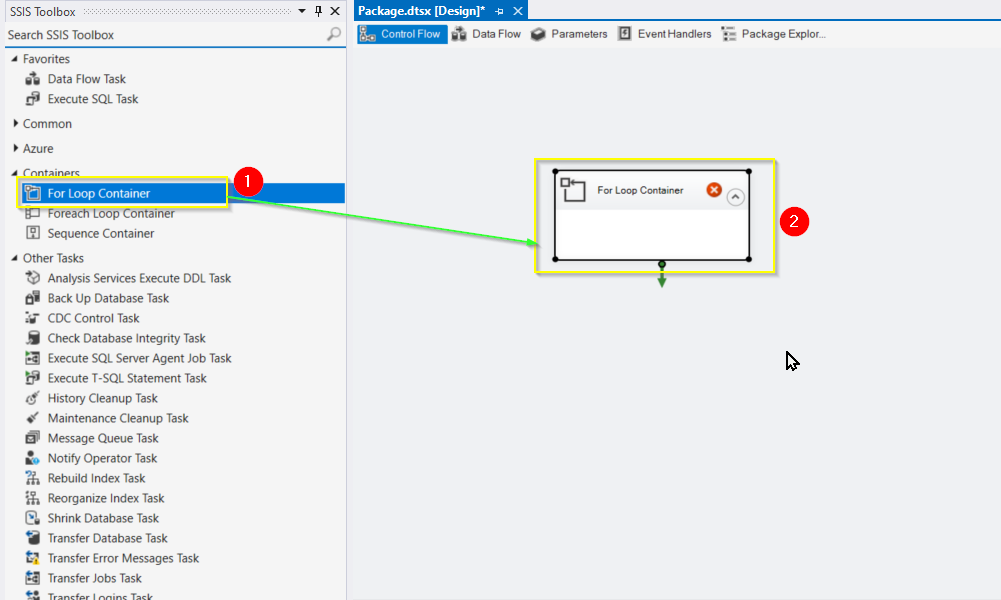 SSIS Toolbox
Search SSIS Toolbox
Favorites
Data Flow Task
Execute SQL Task
Common
Azure
Containers
For Loop Container
Foreach Loop Container
Sequence Container
Other Tasks
Analysis Services Execute DDL Task
Back Up Database Task
CDC Control Task
Check Database Integrity Task
Execute SQL Server Agent Job Task
Execute T-SQL Statement Task
History Cleanup Task
Maintenance Cleanup Task
Message Queue Task
Notify Operator Task
Rebuild Index Task
Reorganize Index Task
Shrink Database Task
Transfer Database Task
Transfer Error Messages Task
Transfer Jobs Task
Transfer Logins Task
1
Package.dtsx [Design]*
Control Flow Data Flow Parameters Event Handlers Package Explor...
For Loop Container
2